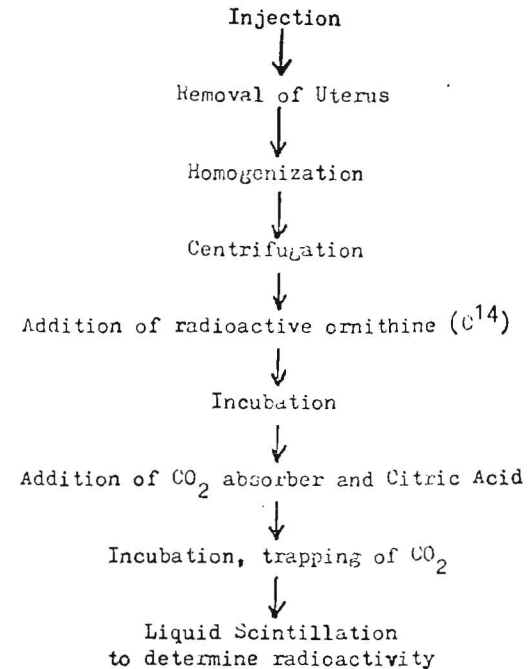 Injection
Removal of Uterus
Homogenization
Centrifugation
Addition of radioactive ornithine (C¹⁴)
Incubation
Addition of CO₂ absorber and Citric Acid
Incubation, trapping of CO₂
Liquid Scintillation
to determine radioactivity